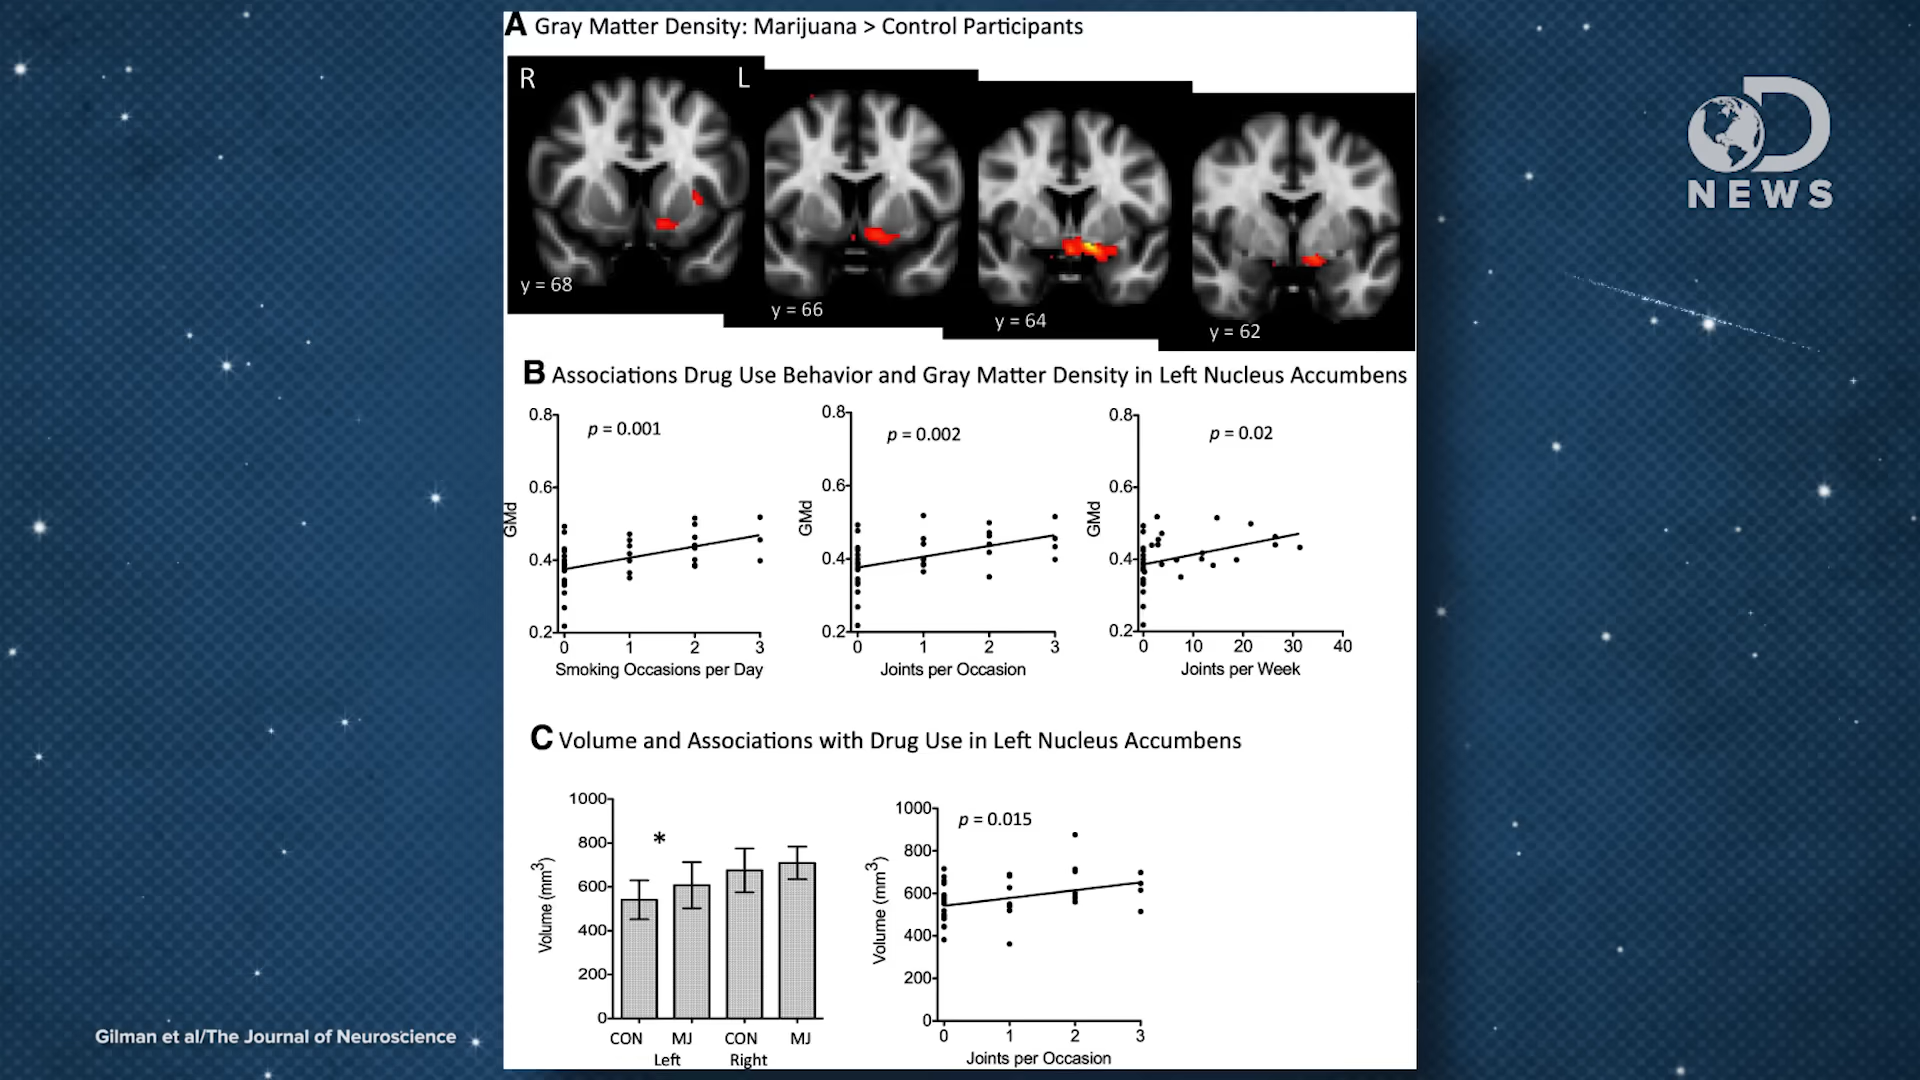 A Gray Matter Density: Marijuana > Control Participants
R
L
y = 68
y = 66
y = 64
y = 62
D
NEWS
B Associations Drug Use Behavior and Gray Matter Density in Left Nucleus Accumbens
0.8
0.6
0.4
0.2
GMd
p = 0.001
0 1 2 3
Smoking Occasions per Day
0.8
0.6
0.4
0.2
GMd
p = 0.002
0 1 2 3
Joints per Occasion
0.8
0.6
0.4
0.2
GMd
p = 0.02
0 10 20 30 40
Joints per Week
C Volume and Associations with Drug Use in Left Nucleus Accumbens
1000
800
600
400
200
0
Volume (mm³)
*
CON MJ CON MJ
Left Right
1000
800
600
400
200
0
Volume (mm³)
p = 0.015
0 1 2 3
Joints per Occasion
Gilman et al/The Journal of Neuroscience